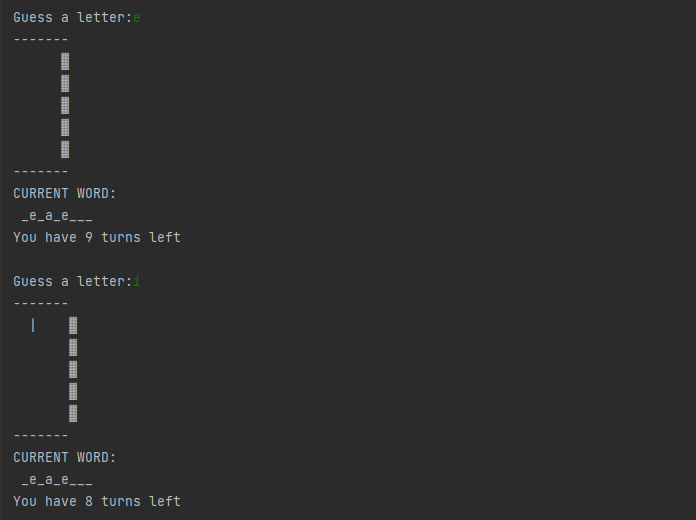 Guess a letter:e
-------
      ▓
      ▓
      ▓
      ▓
      ▓
-------
CURRENT WORD:
 _e_a_e___
You have 9 turns left

Guess a letter:i
-------
  |    ▓
       ▓
       ▓
       ▓
       ▓
-------
CURRENT WORD:
 _e_a_e___
You have 8 turns left